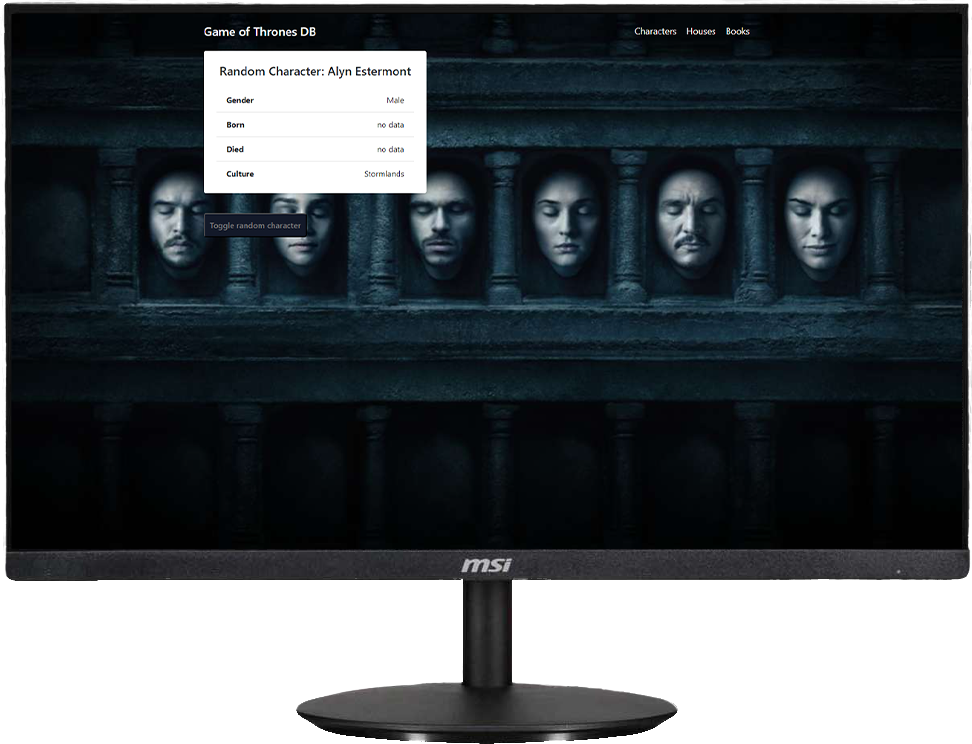 Game of Thrones DB
Characters Houses Books
Random Character: Alyn Estermont
Gender Male
Born no data
Died no data
Culture Stormlands
Toggle random character
msi